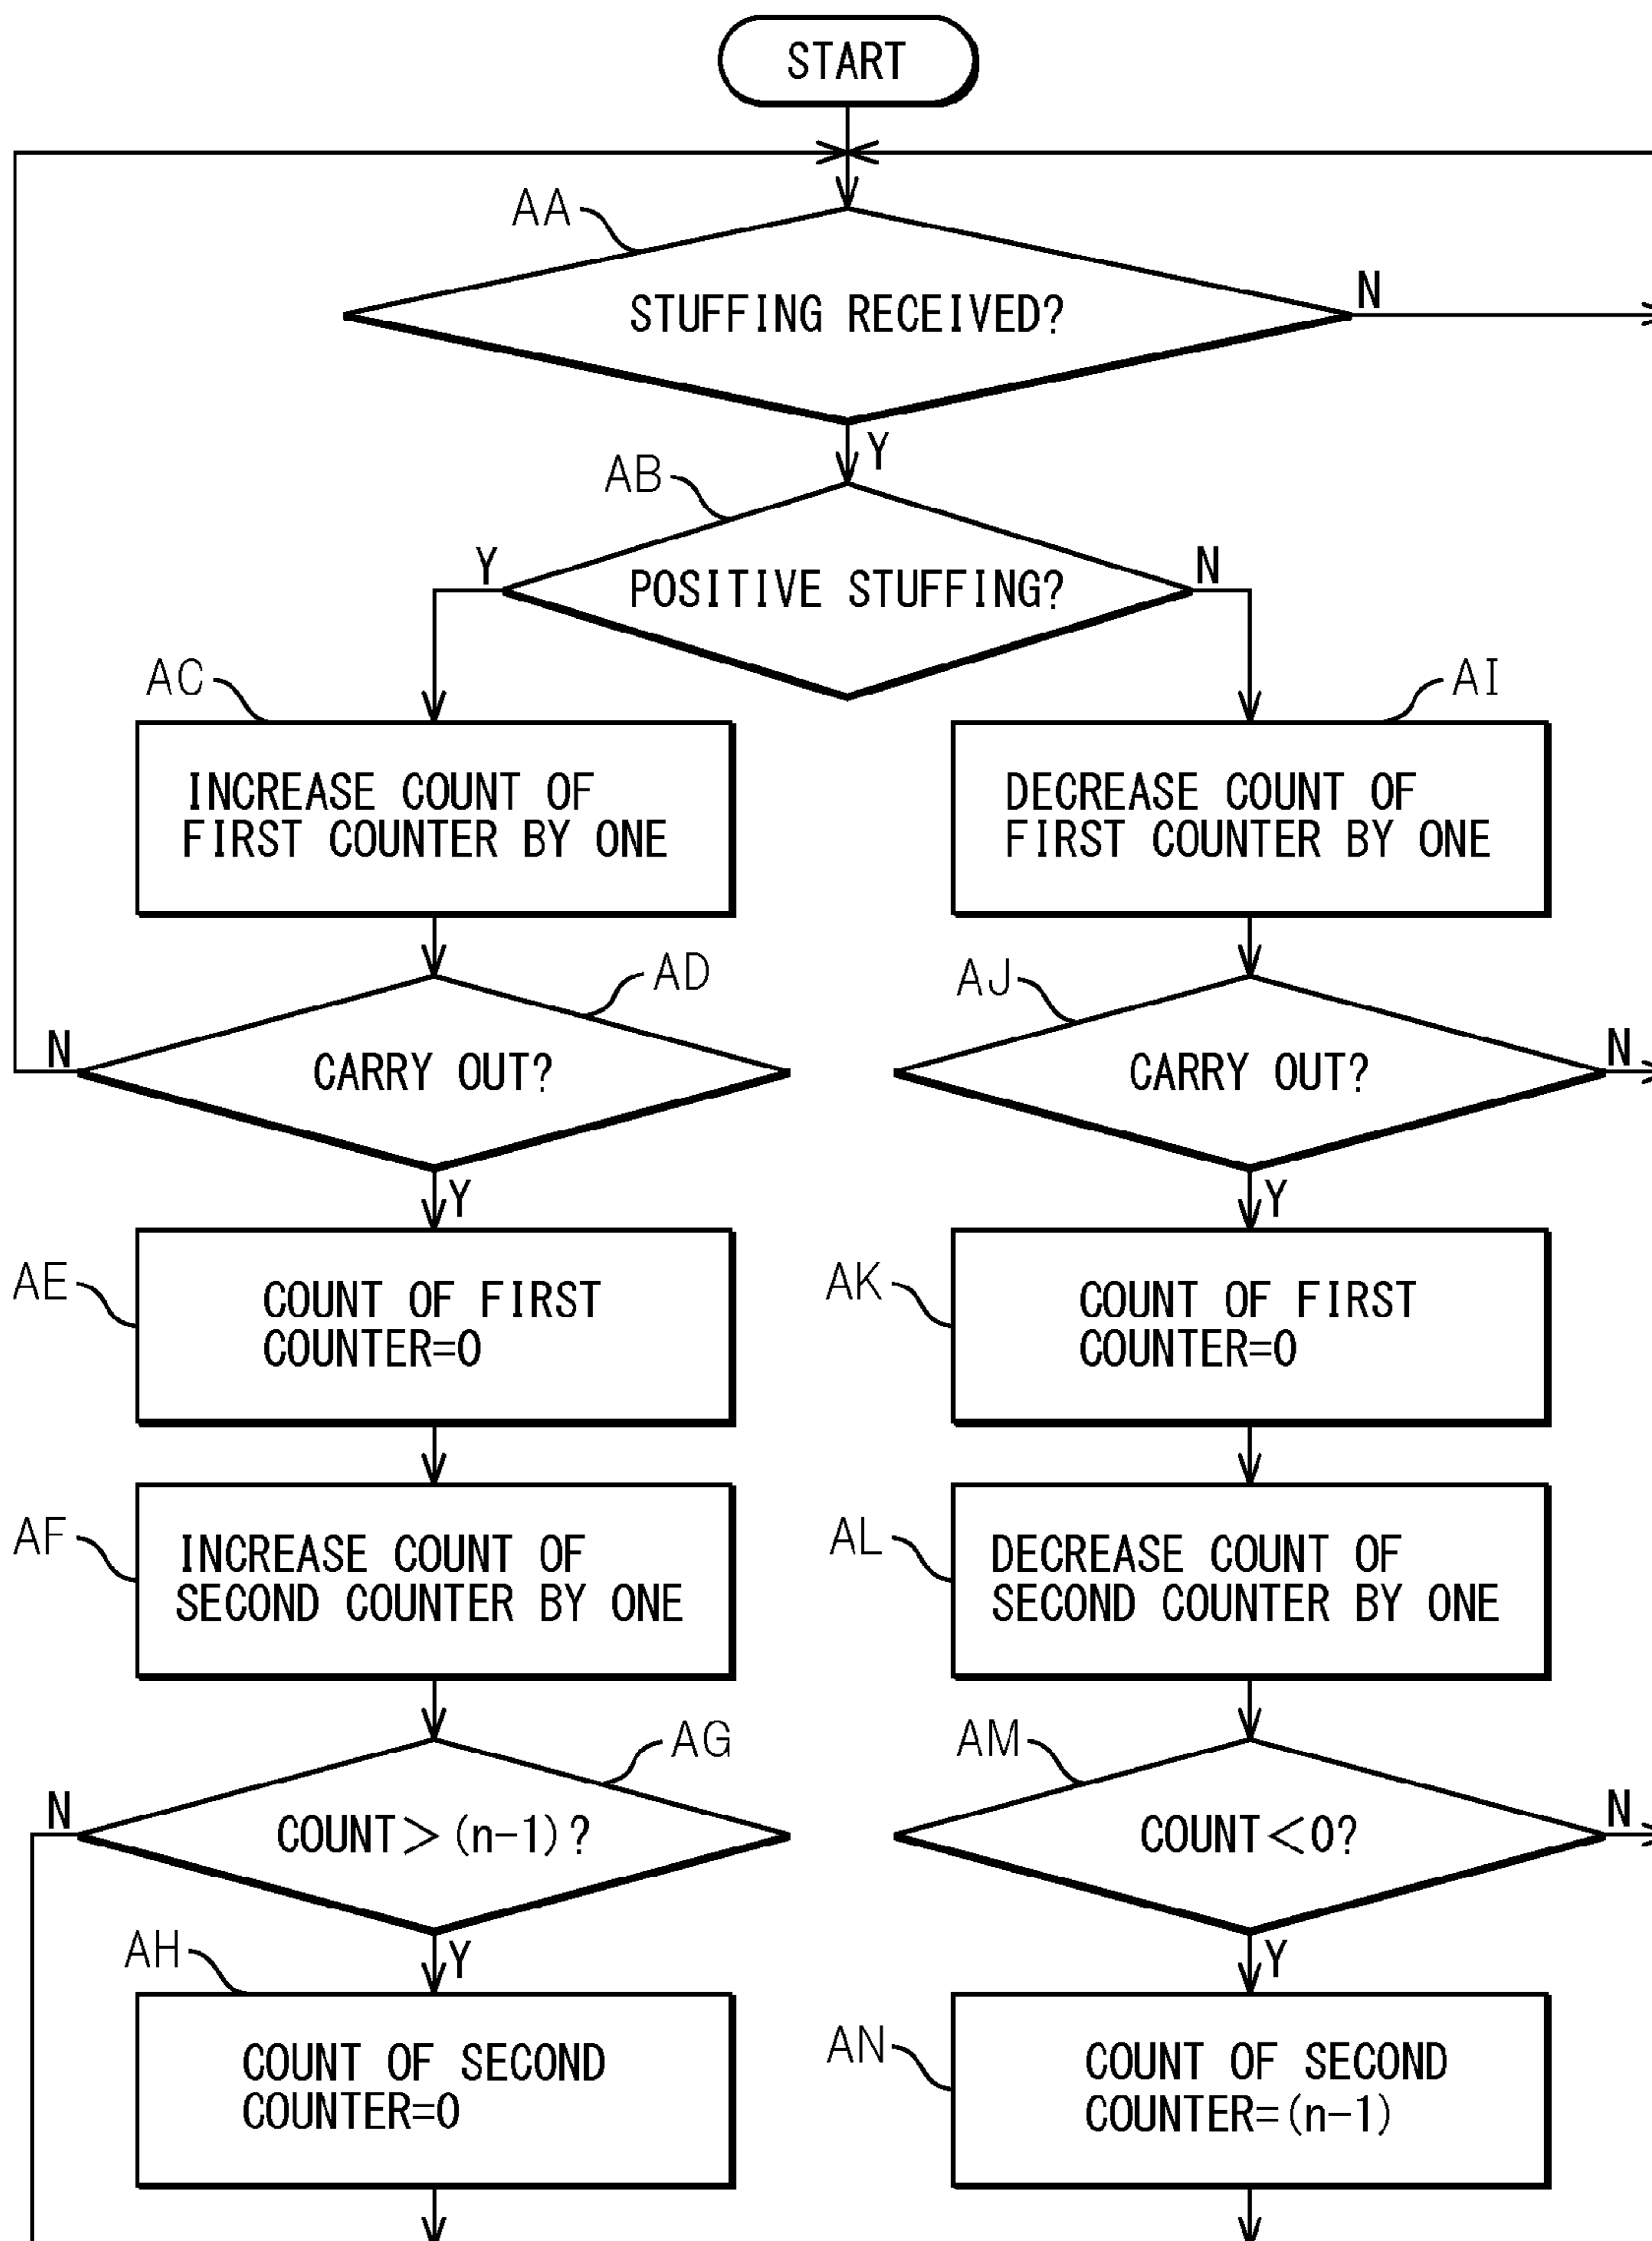 START
AA
STUFFING RECEIVED?
N
Y
AB
Y
POSITIVE STUFFING?
N
AC
INCREASE COUNT OF
FIRST COUNTER BY ONE
AI
DECREASE COUNT OF
FIRST COUNTER BY ONE
AD
N
CARRY OUT?
Y
AJ
CARRY OUT?
N
Y
AE
COUNT OF FIRST
COUNTER=0
AK
COUNT OF FIRST
COUNTER=0
AF
INCREASE COUNT OF
SECOND COUNTER BY ONE
AL
DECREASE COUNT OF
SECOND COUNTER BY ONE
AG
N
COUNT>(n-1)?
Y
AM
COUNT<0?
N
Y
AH
COUNT OF SECOND
COUNTER=0
AN
COUNT OF SECOND
COUNTER=(n-1)